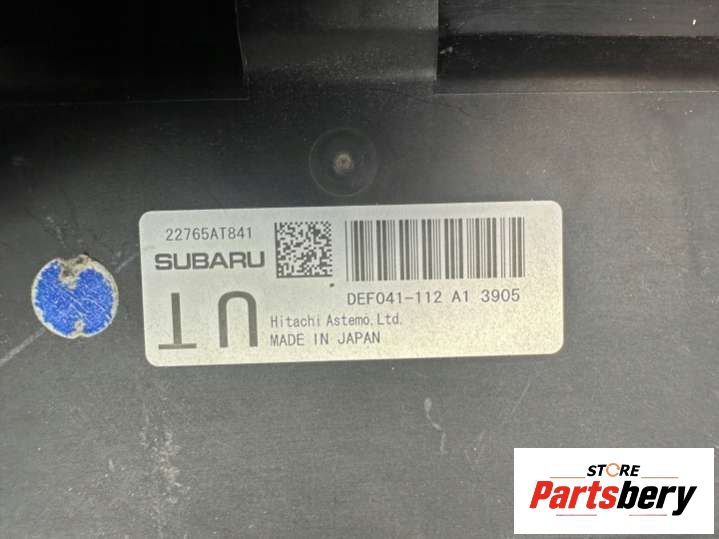 22765AT841
SUBARU
UT
DEF041-112 A1 3905
Hitachi Astemo, Ltd.
MADE IN JAPAN
STORE
Partsbery